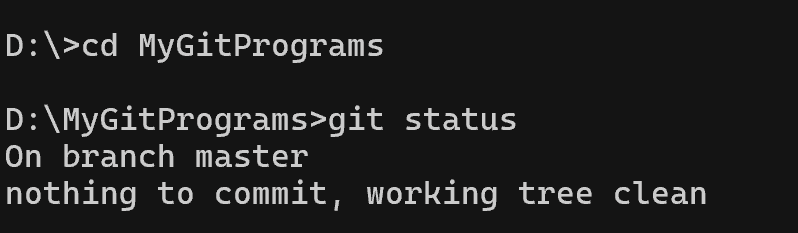 D:\>cd MyGitPrograms
D:\MyGitPrograms>git status
On branch master
nothing to commit, working tree clean